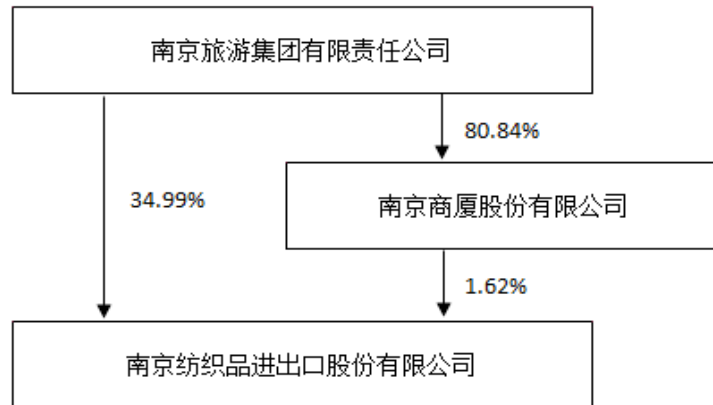 南京旅游集团有限责任公司
80.84%
34.99%
南京商厦股份有限公司
1.62%
南京纺织品进出口股份有限公司